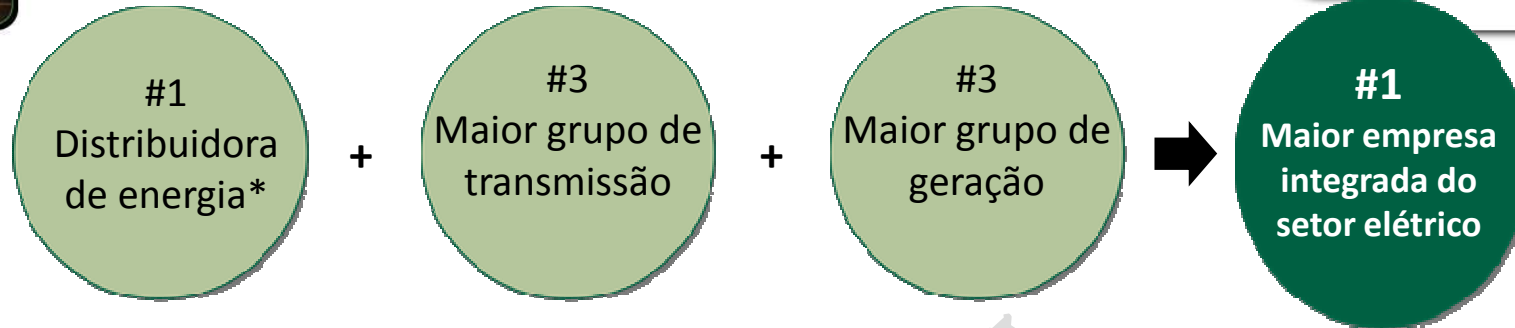 #1
Distribuidora
de energia*
+
#3
Maior grupo de
transmissão
+
#3
Maior grupo de
geração
#1
Maior empresa
integrada do
setor elétrico